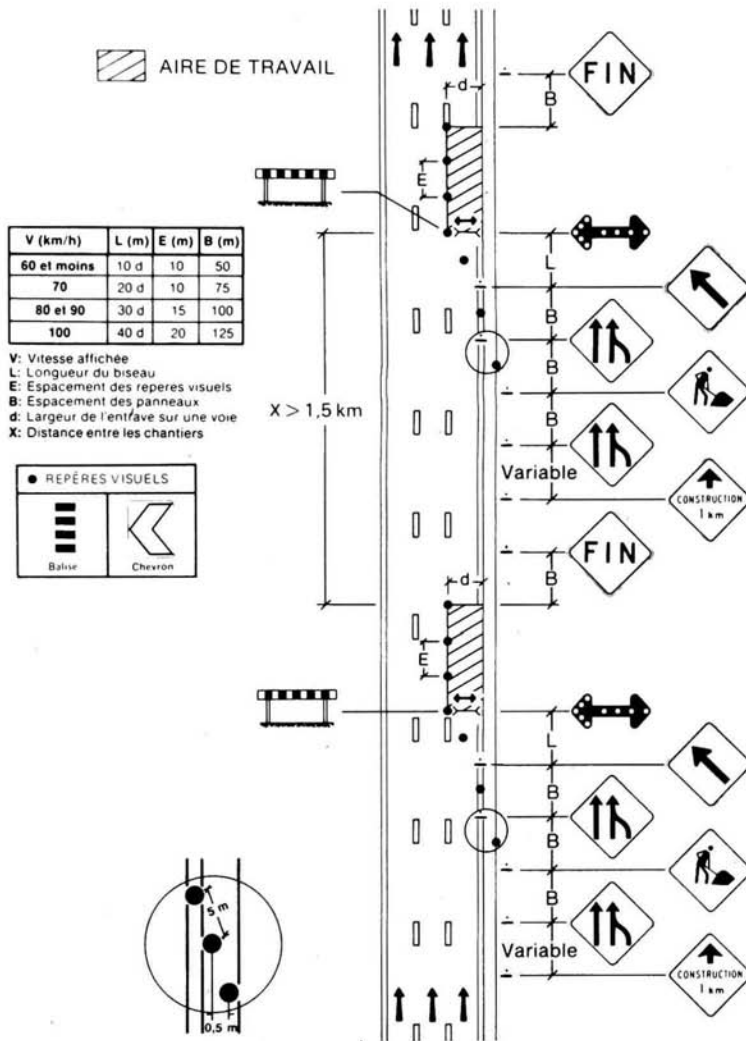 AIRE DE TRAVAIL
FIN
d
B
E
V (km/h) L (m) E (m) B (m)
60 et moins 10 d 10 50
70 20 d 10 75
80 et 90 30 d 15 100
100 40 d 20 125
V: Vitesse affichée
L: Longueur du biseau
E: Espacement des reperes visuels
B: Espacement des panneaux
d: Largeur de l'entrave sur une voie
X: Distance entre les chantiers
L
B
B
X > 1,5 km
B
REPÈRES VISUELS
Balise
Chevron
Variable
CONSTRUCTION
1 km
FIN
d
B
E
L
B
B
B
5 m
Variable
CONSTRUCTION
1 km
0,5 m